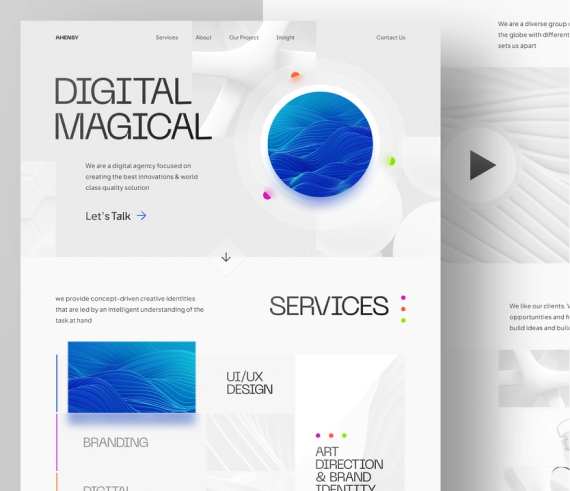 AHENSY
Services About Our Project Insight Contact Us
DIGITAL
MAGICAL
We are a digital agency focused on
creating the best innovations & world
class quality solution
Let's Talk
we provide concept-driven creative identities
that are led by an intelligent understanding of the
task at hand
SERVICES
UI/UX
DESIGN
BRANDING
DIGITAL
ART
DIRECTION
& BRAND
IDENTITY
We are a diverse group
the globe with different
sets us apart
We like our clients.
opportunities and
build ideas and